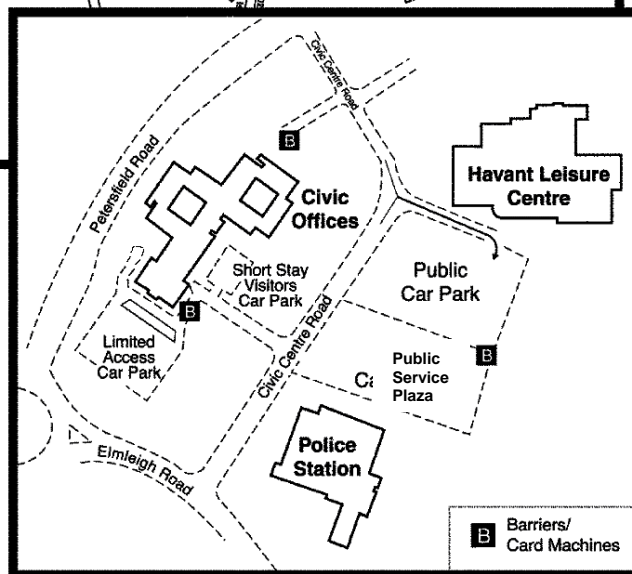 Civic Centre Road
B
Petersfield Road
Havant Leisure
Centre
Civic
Offices
Short Stay
Visitors
Car Park
Public
Car Park
B
Limited
Access
Car Park
Civic Centre Road
B
Ca
Public
Service
Plaza
Police
Station
Elmleigh Road
B
Barriers/
Card Machines